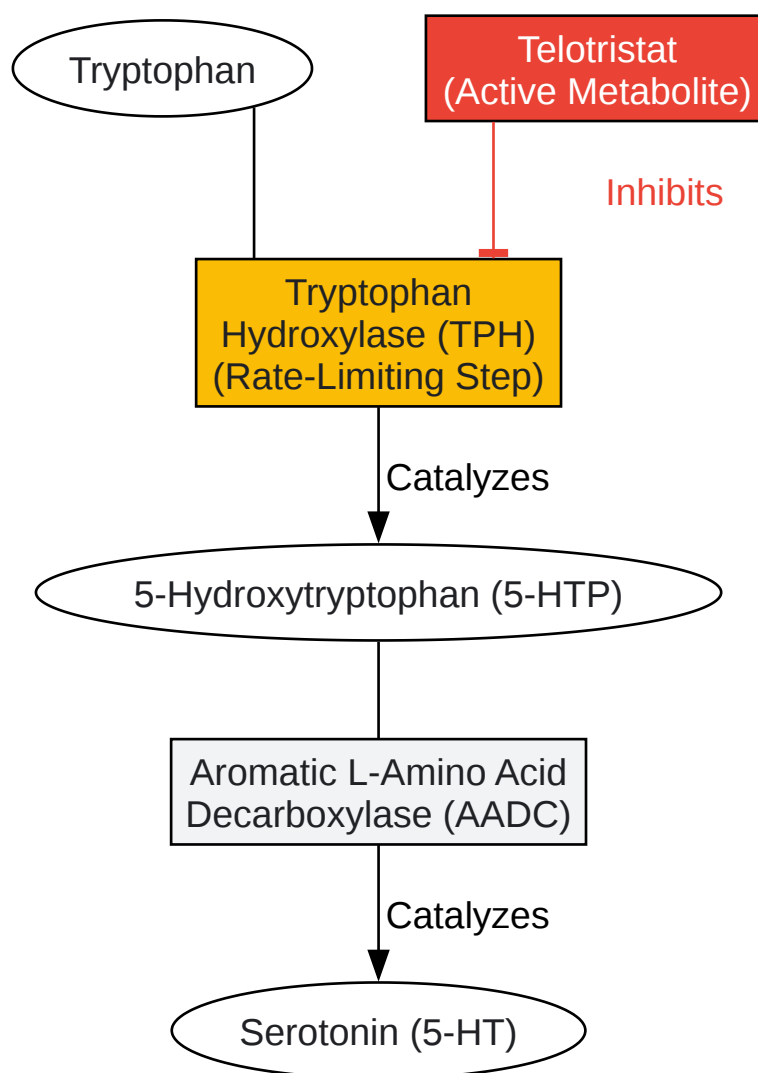 Tryptophan
Telotristat
(Active Metabolite)
Inhibits
Tryptophan
Hydroxylase (TPH)
(Rate-Limiting Step)
Catalyzes
5-Hydroxytryptophan (5-HTP)
Aromatic L-Amino Acid
Decarboxylase (AADC)
Catalyzes
Serotonin (5-HT)